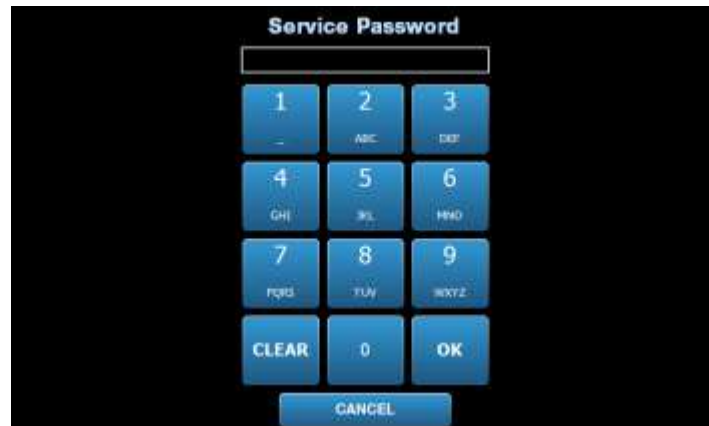 Service Password
1 2 3
_ ABC DEF
4 5 6
GHI JKL MNO
7 8 9
PQRS TUV WXYZ
CLEAR 0 OK
CANCEL